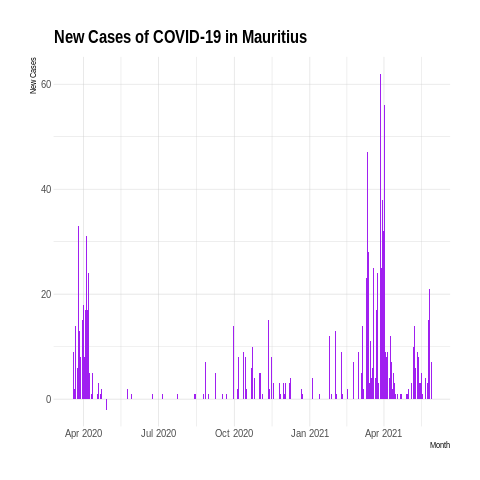 New Cases of COVID-19 in Mauritius
New Cases
60
40
20
0
Apr 2020 Jul 2020 Oct 2020 Jan 2021 Apr 2021
Month